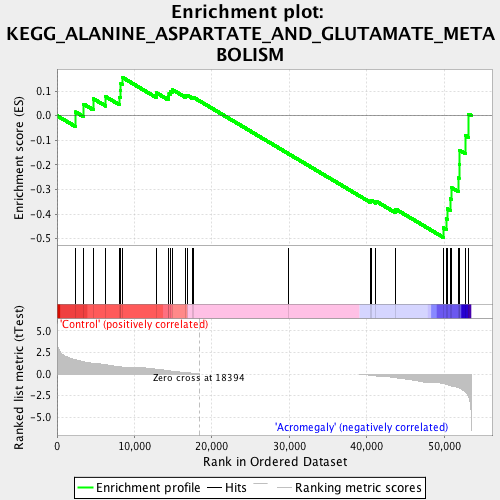 Enrichment plot:
KEGG_ALANINE_ASPARTATE_AND_GLUTAMATE_META
BOLISM
Enrichment score (ES)
0.1
0.0
-0.1
-0.2
-0.3
-0.4
-0.5
'Control' (positively correlated)
Ranked list metric (tTest)
5.0
2.5
0.0
-2.5
-5.0
Zero cross at 18394
'Acromegaly' (negatively correlated)
0
10,000
20,000
30,000
40,000
50,000
Rank in Ordered Dataset
Enrichment profile
Hits
Ranking metric scores